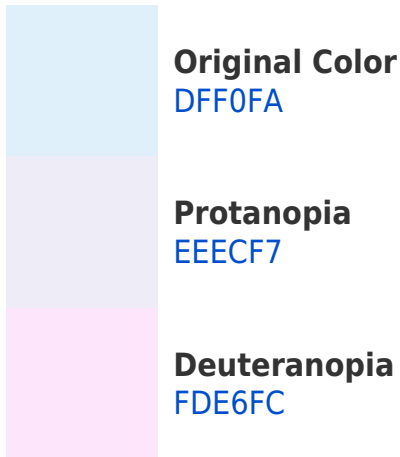 Original Color
DFF0FA
Protanopia
EEECF7
Deuteranopia
FDE6FC